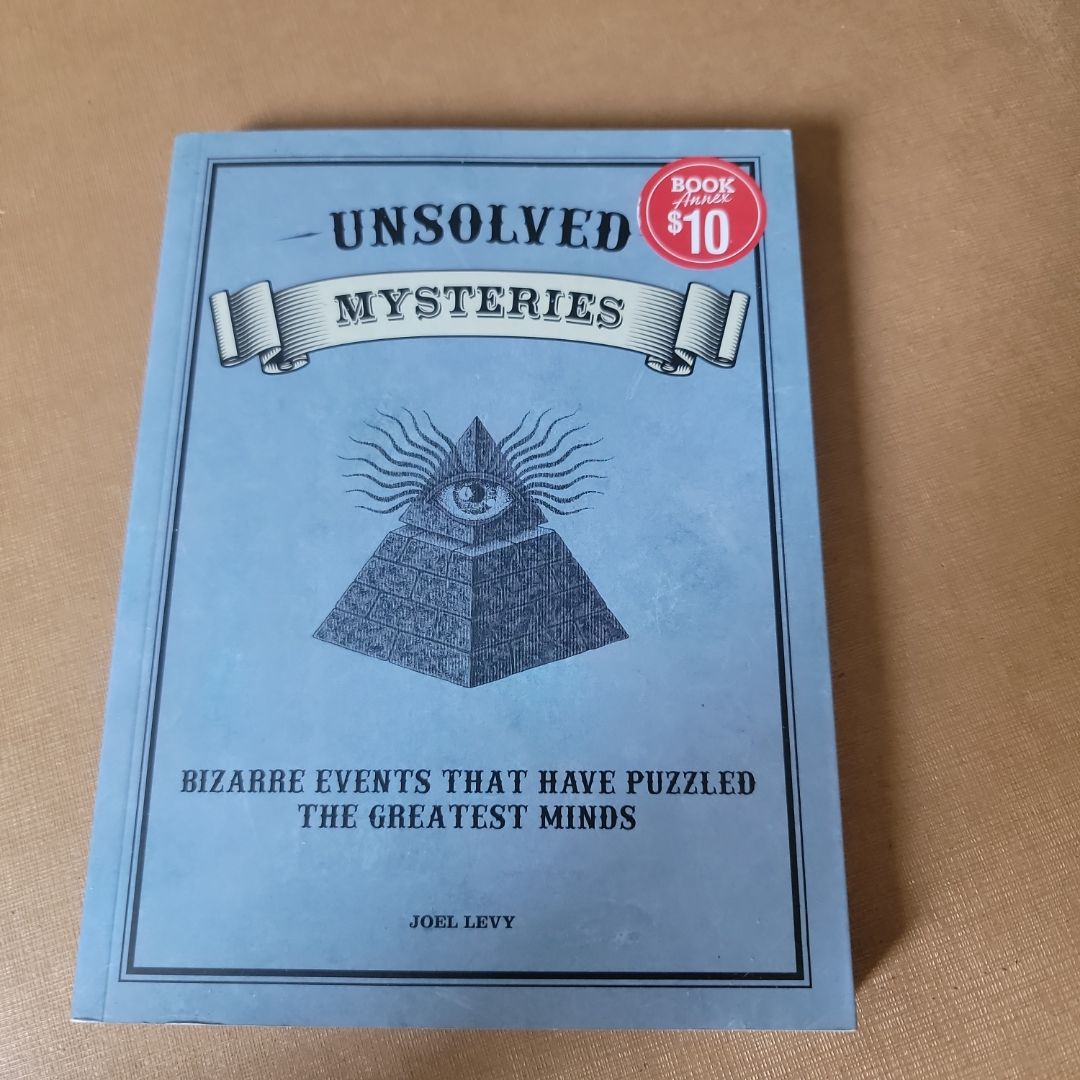 UNSOLVED
MYSTERIES
BOOK
Annex
$10
BIZARRE EVENTS THAT HAVE PUZZLED
THE GREATEST MINDS
JOEL LEVY